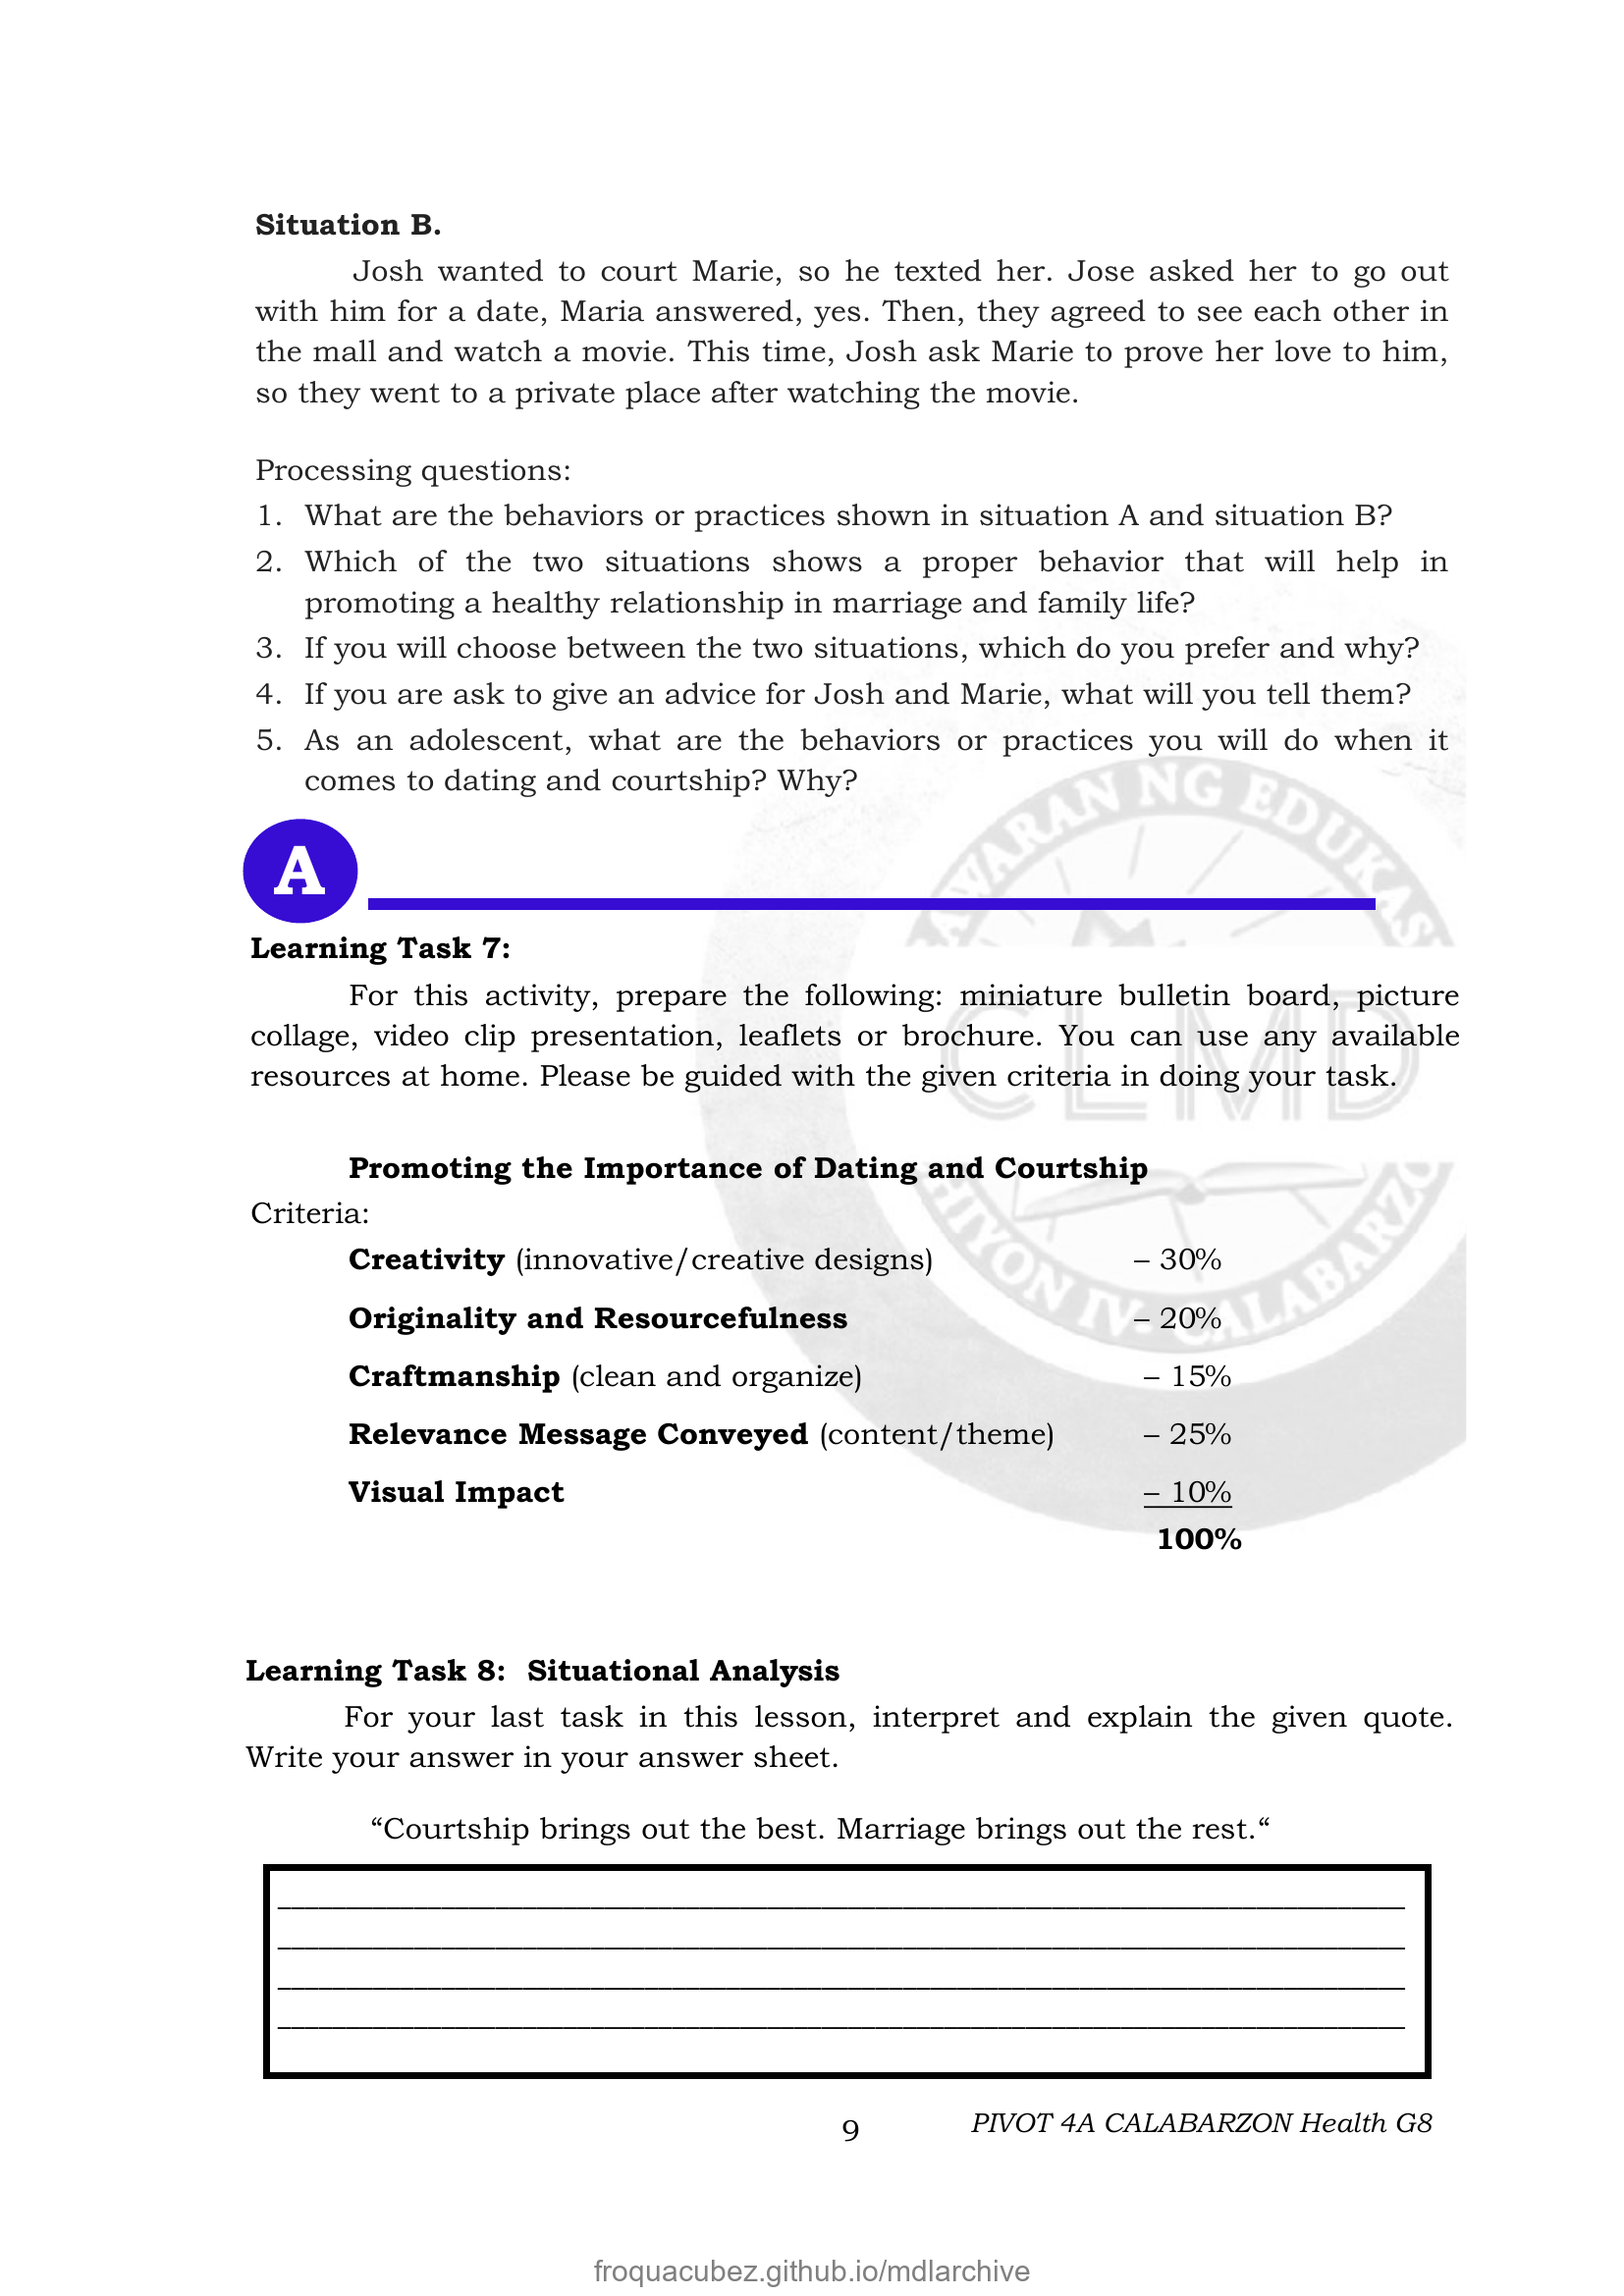 Situation B.
Josh wanted to court Marie, so he texted her. Jose asked her to go out
with him for a date, Maria answered, yes. Then, they agreed to see each other in
the mall and watch a movie. This time, Josh ask Marie to prove her love to him,
so they went to a private place after watching the movie.
Processing questions:
1. What are the behaviors or practices shown in situation A and situation B?
2. Which of the two situations shows a proper behavior that will help in
promoting a healthy relationship in marriage and family life?
3. If you will choose between the two situations, which do you prefer and why?
4. If you are ask to give an advice for Josh and Marie, what will you tell them?
5. As an adolescent, what are the behaviors or practices you will do when it
comes to dating and courtship? Why?
A
Learning Task 7:
For this activity, prepare the following: miniature bulletin board, picture
collage, video clip presentation, leaflets or brochure. You can use any available
resources at home. Please be guided with the given criteria in doing your task.
CLMD
Promoting the Importance of Dating and Courtship
Criteria:
Creativity (innovative/creative designs) – 30%
Originality and Resourcefulness – 20%
Craftmanship (clean and organize) – 15%
Relevance Message Conveyed (content/theme) – 25%
Visual Impact – 10%
100%
Learning Task 8: Situational Analysis
For your last task in this lesson, interpret and explain the given quote.
Write your answer in your answer sheet.
“Courtship brings out the best. Marriage brings out the rest.“
9 PIVOT 4A CALABARZON Health G8
froquacubez.github.io/mdlarchive